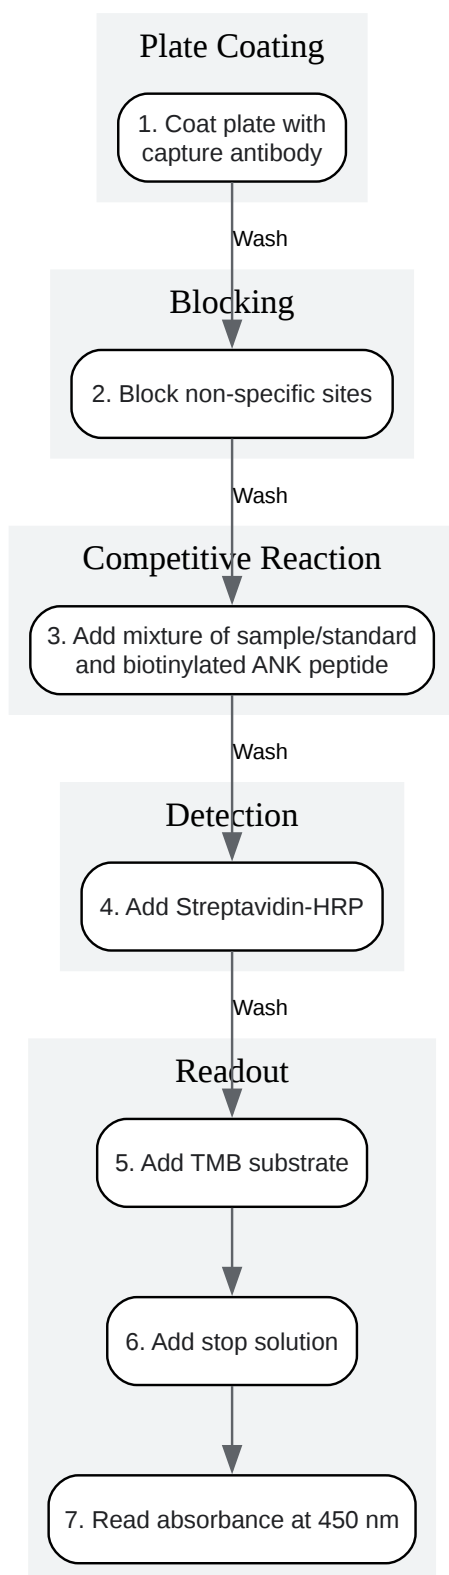 Plate Coating
1. Coat plate with
capture antibody
Wash
Blocking
2. Block non-specific sites
Wash
Competitive Reaction
3. Add mixture of sample/standard
and biotinylated ANK peptide
Wash
Detection
4. Add Streptavidin-HRP
Wash
Readout
5. Add TMB substrate
6. Add stop solution
7. Read absorbance at 450 nm